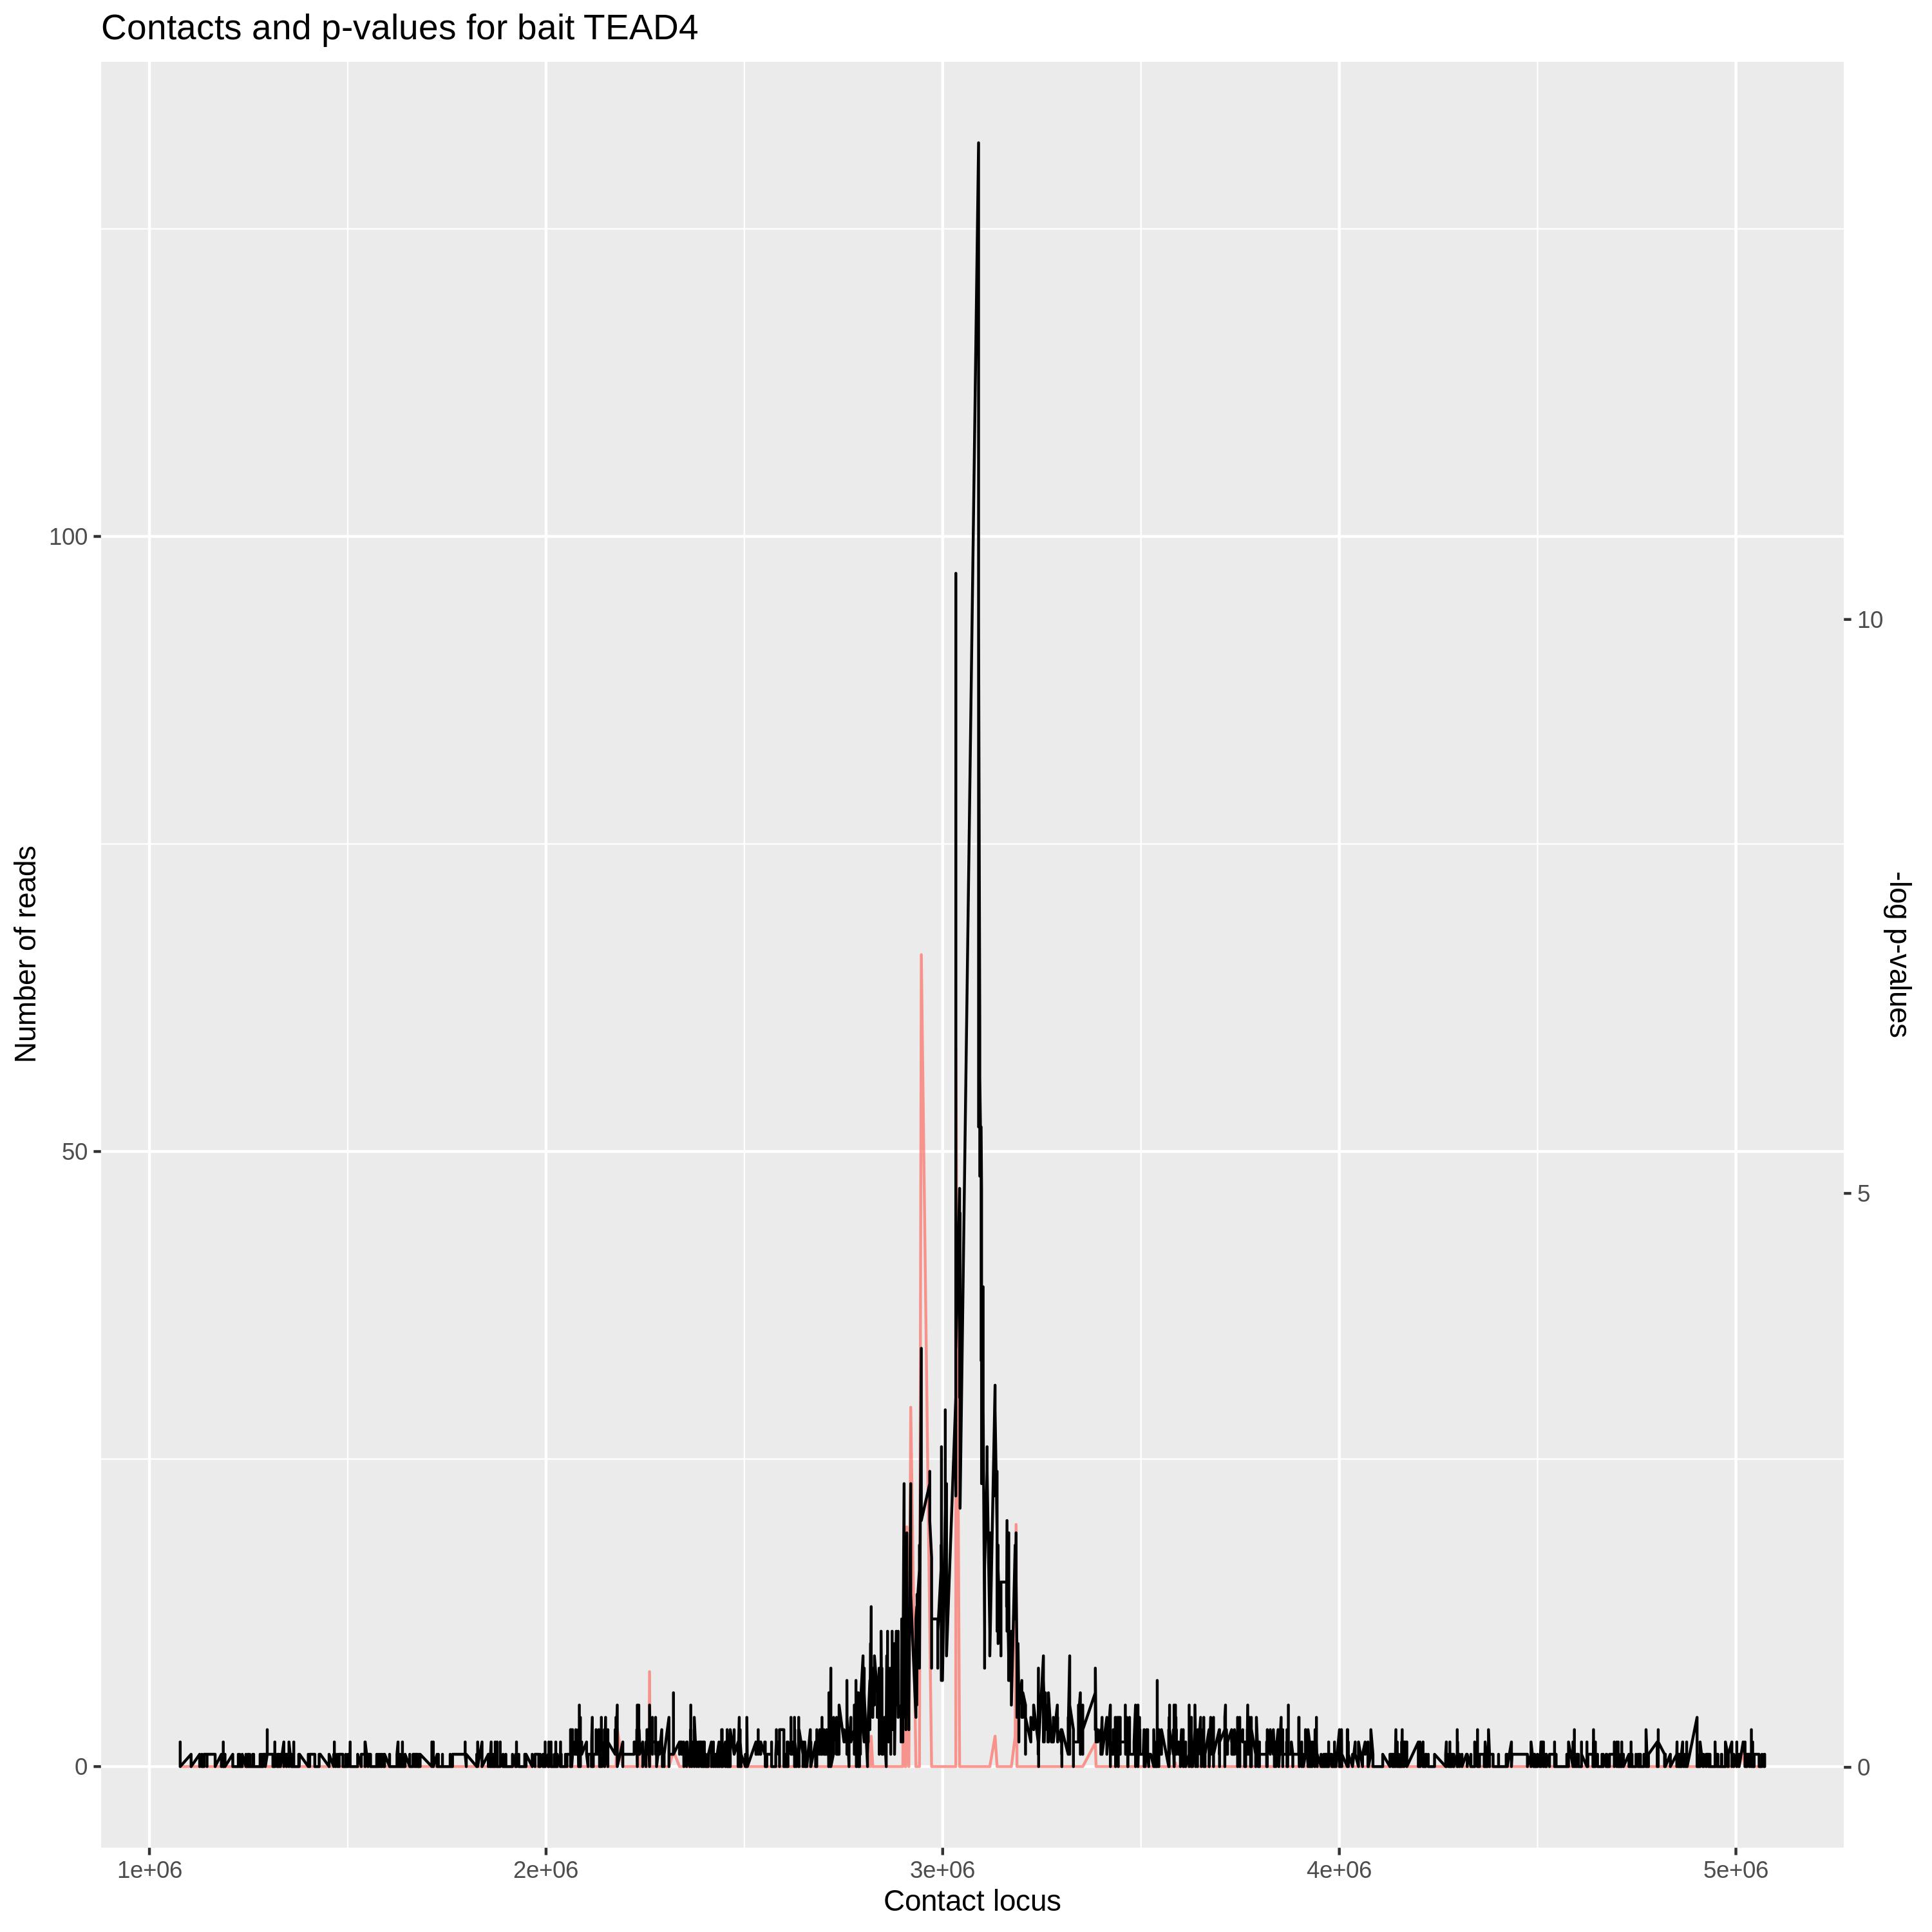 Contacts and p-values for bait TEAD4
Number of reads
100
50
0
-log p-values
10
5
0
1e+06 2e+06 3e+06 4e+06 5e+06
Contact locus